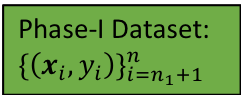 Phase-I Dataset:
{(𝒙ᵢ, yᵢ)}ⁿᵢ₌ₙ₁₊₁